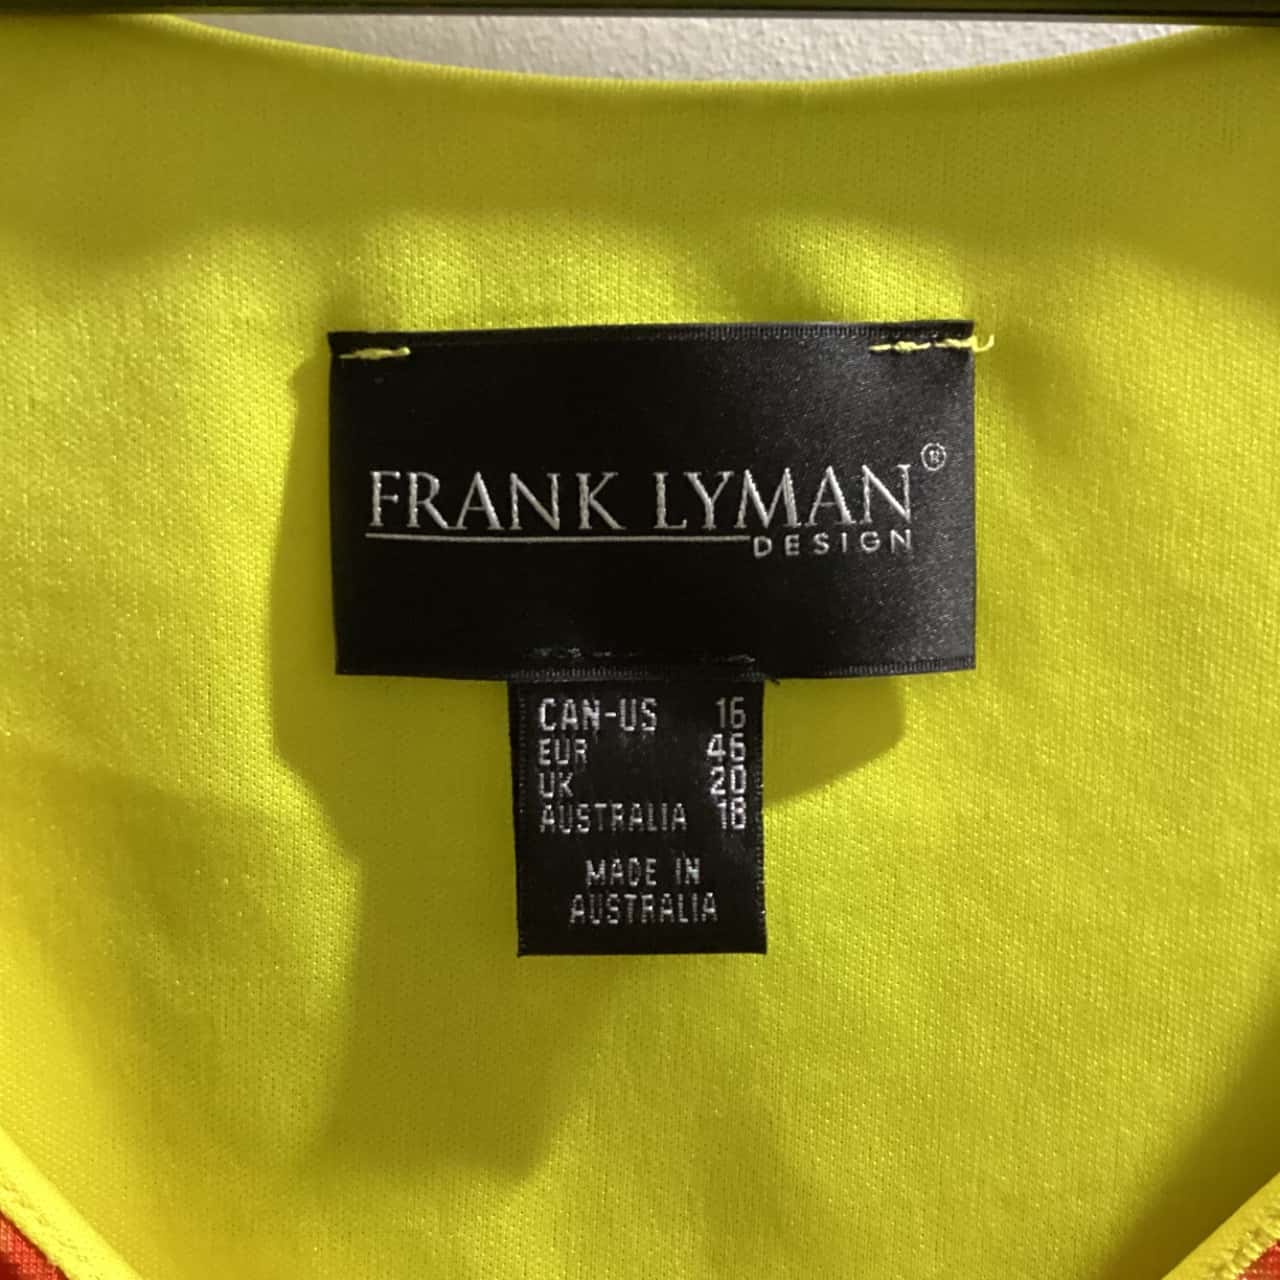 FRANK LYMAN®
DESIGN
CAN-US 16
EUR 46
UK 20
AUSTRALIA 18
MADE IN
AUSTRALIA